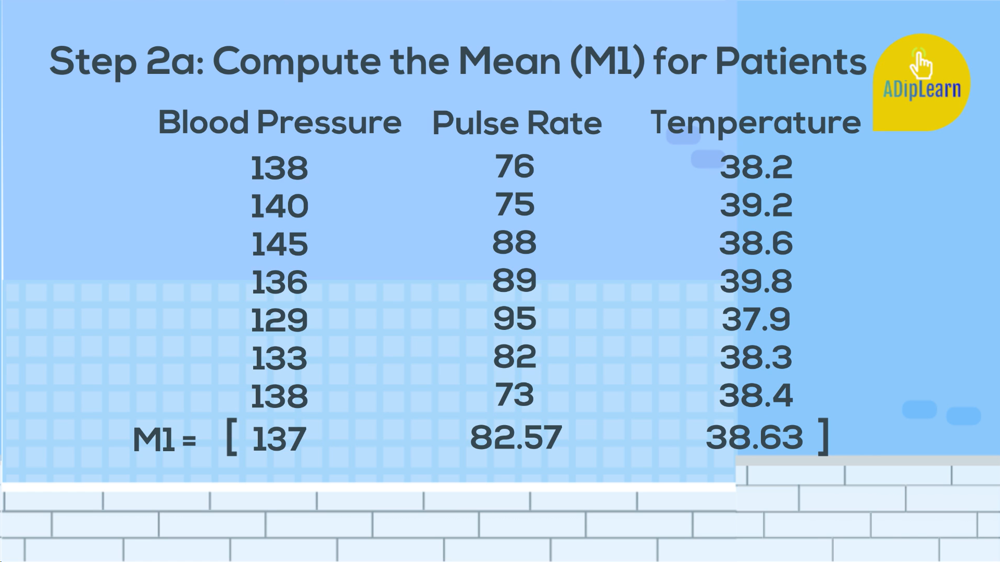 Step 2a: Compute the Mean (M1) for Patients
ADipLearn
Blood Pressure Pulse Rate Temperature
138 76 38.2
140 75 39.2
145 88 38.6
136 89 39.8
129 95 37.9
133 82 38.3
138 73 38.4
M1 = [ 137 82.57 38.63 ]